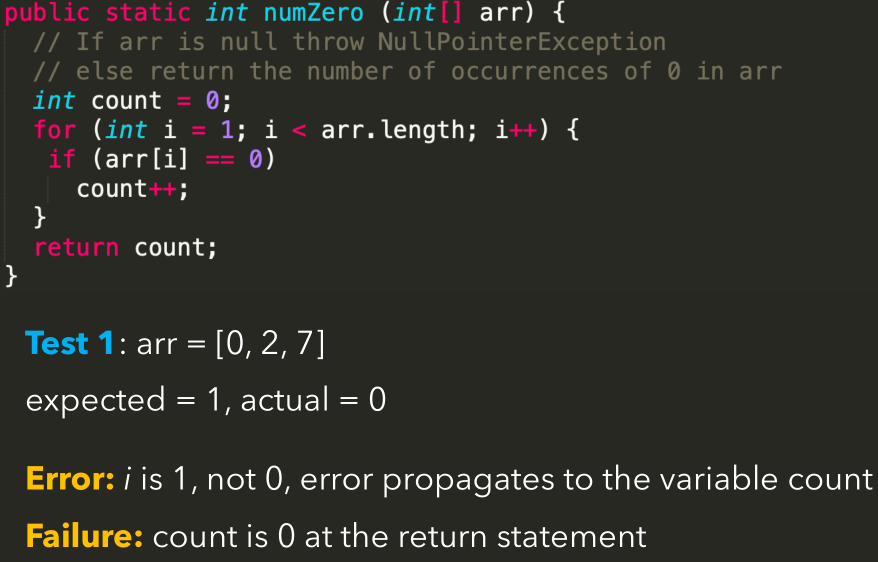 public static int numZero (int[] arr) {
// If arr is null throw NullPointerException
// else return the number of occurrences of 0 in arr
int count = 0;
for (int i = 1; i < arr.length; i++) {
if (arr[i] == 0)
count++;
}
return count;
}
Test 1: arr = [0, 2, 7]
expected = 1, actual = 0
Error: i is 1, not 0, error propagates to the variable count
Failure: count is 0 at the return statement